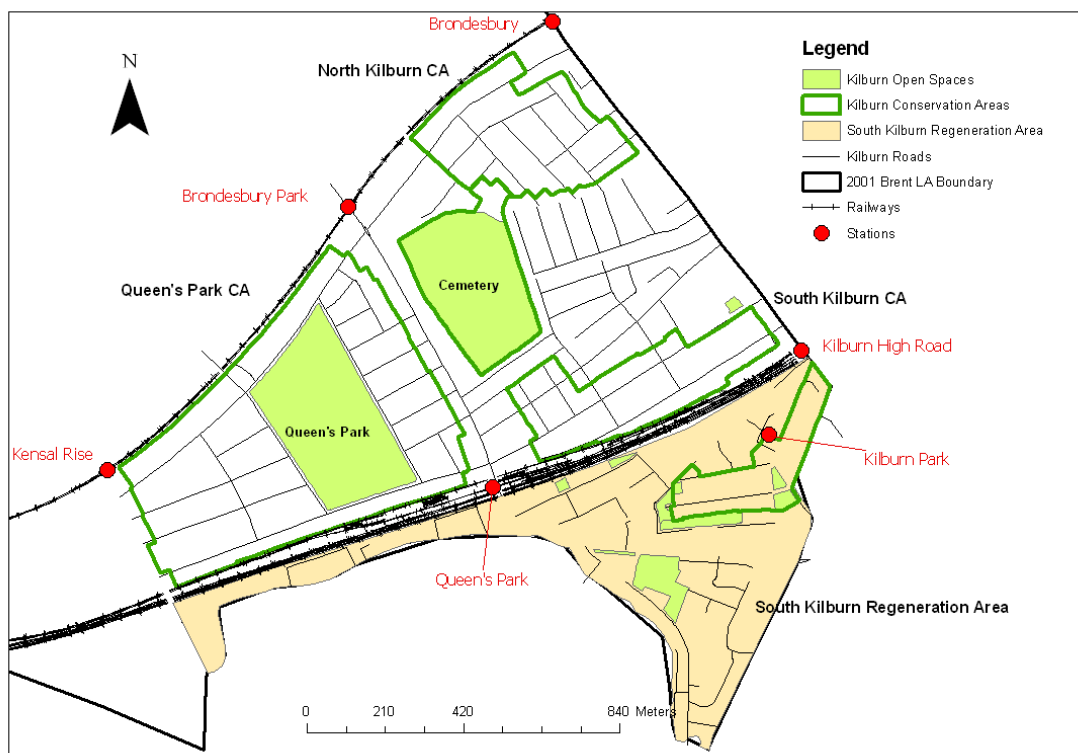 Brondesbury
Legend
N
North Kilburn CA
Kilburn Open Spaces
Kilburn Conservation Areas
South Kilburn Regeneration Area
Kilburn Roads
2001 Brent LA Boundary
Railways
Stations
Brondesbury Park
Queen's Park CA
Cemetery
South Kilburn CA
Kilburn High Road
Queen's Park
Kensal Rise
Kilburn Park
Queen's Park
South Kilburn Regeneration Area
0 210 420 840 Meters